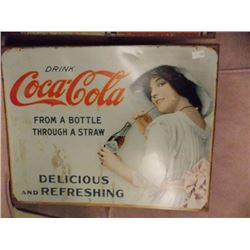 DRINK
Coca-Cola
FROM A BOTTLE
THROUGH A STRAW
DELICIOUS
AND REFRESHING